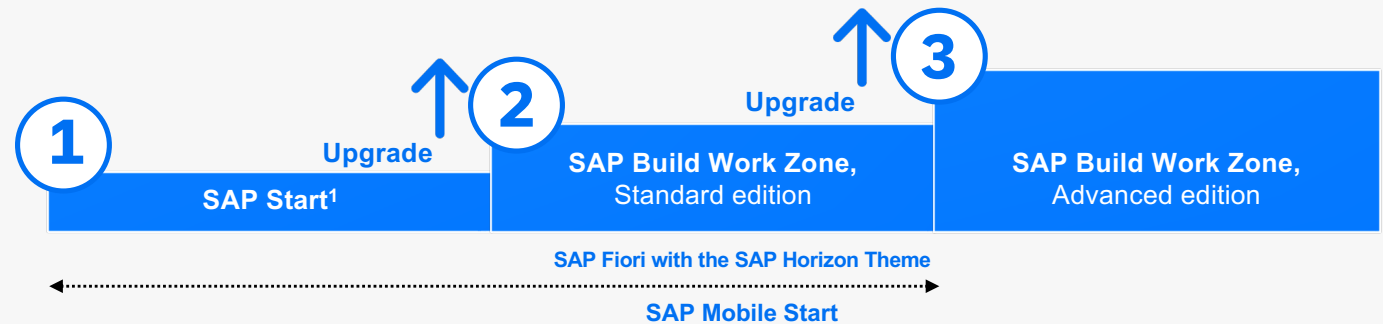 1
Upgrade
SAP Start¹
2
Upgrade
SAP Build Work Zone,
Standard edition
3
SAP Build Work Zone,
Advanced edition
SAP Fiori with the SAP Horizon Theme
SAP Mobile Start